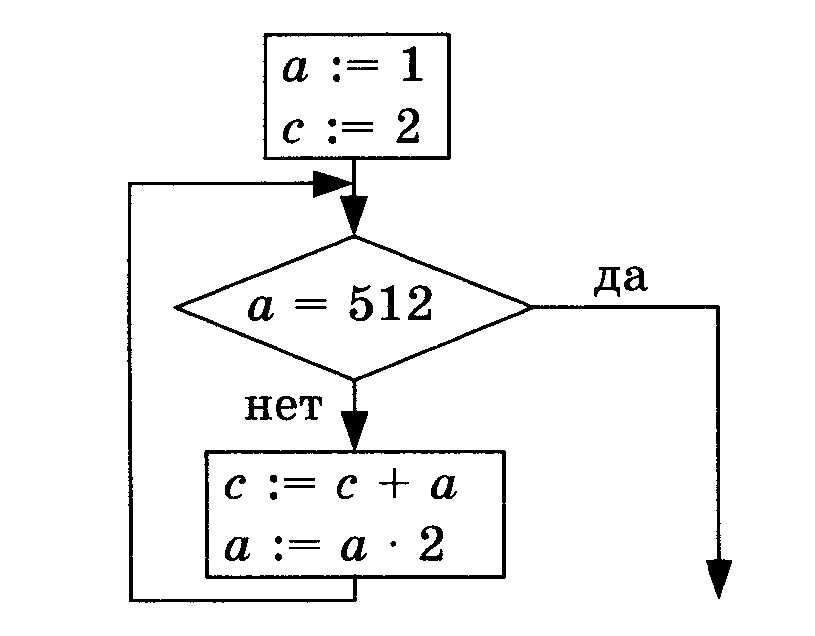 a := 1
c := 2
a = 512
да
нет
c := c + a
a := a · 2